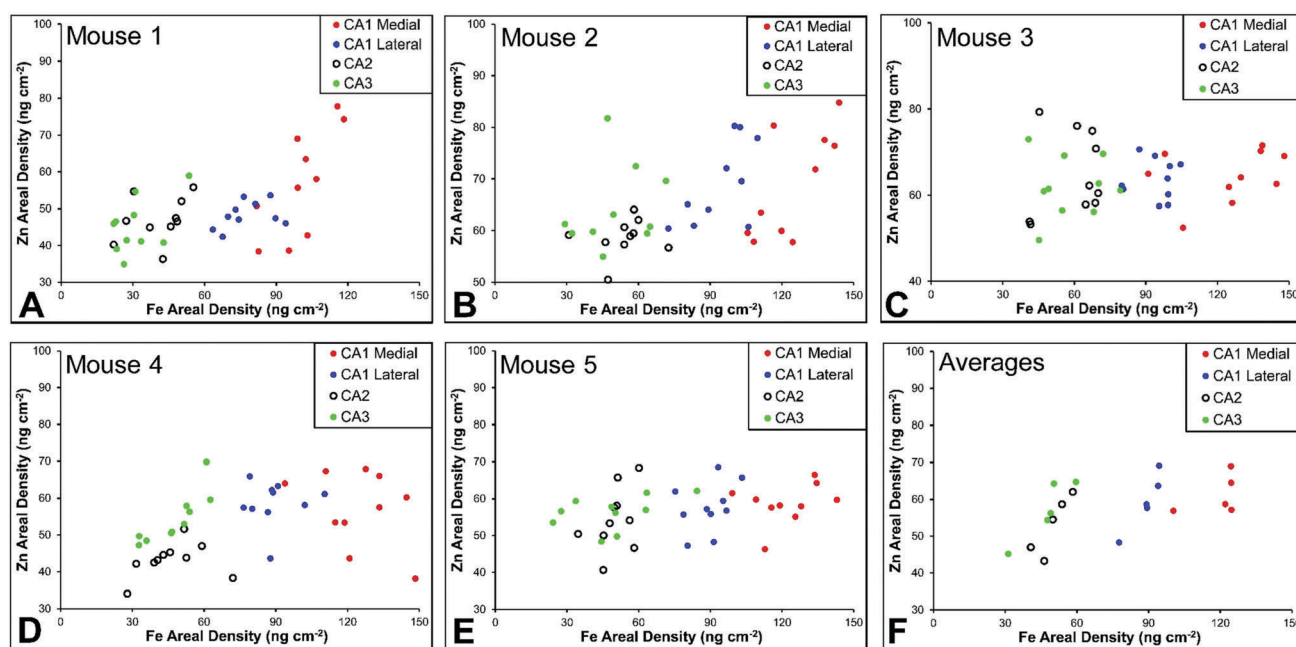 Mouse 1
CA1 Medial
CA1 Lateral
CA2
CA3
Zn Areal Density (ng cm-2)
100
90
80
70
60
50
40
30
0 30 60 90 120 150
Fe Areal Density (ng cm-2)
A
Mouse 2
CA1 Medial
CA1 Lateral
CA2
CA3
Zn Areal Density (ng cm-2)
100
90
80
70
60
50
0 30 60 90 120 150
Fe Areal Density (ng cm-2)
B
Mouse 3
CA1 Medial
CA1 Lateral
CA2
CA3
Zn Areal Density (ng cm-2)
100
80
60
40
0 30 60 90 120 150
Fe Areal Density (ng cm-2)
C
Mouse 4
CA1 Medial
CA1 Lateral
CA2
CA3
Zn Areal Density (ng cm-2)
100
90
80
70
60
50
40
30
0 30 60 90 120 150
Fe Areal Density (ng cm-2)
D
Mouse 5
CA1 Medial
CA1 Lateral
CA2
CA3
Zn Areal Density (ng cm-2)
100
90
80
70
60
50
40
30
0 30 60 90 120 150
Fe Areal Density (ng cm-2)
E
Averages
CA1 Medial
CA1 Lateral
CA2
CA3
Zn Areal Density (ng cm-2)
100
90
80
70
60
50
40
30
0 30 60 90 120 150
Fe Areal Density (ng cm-2)
F